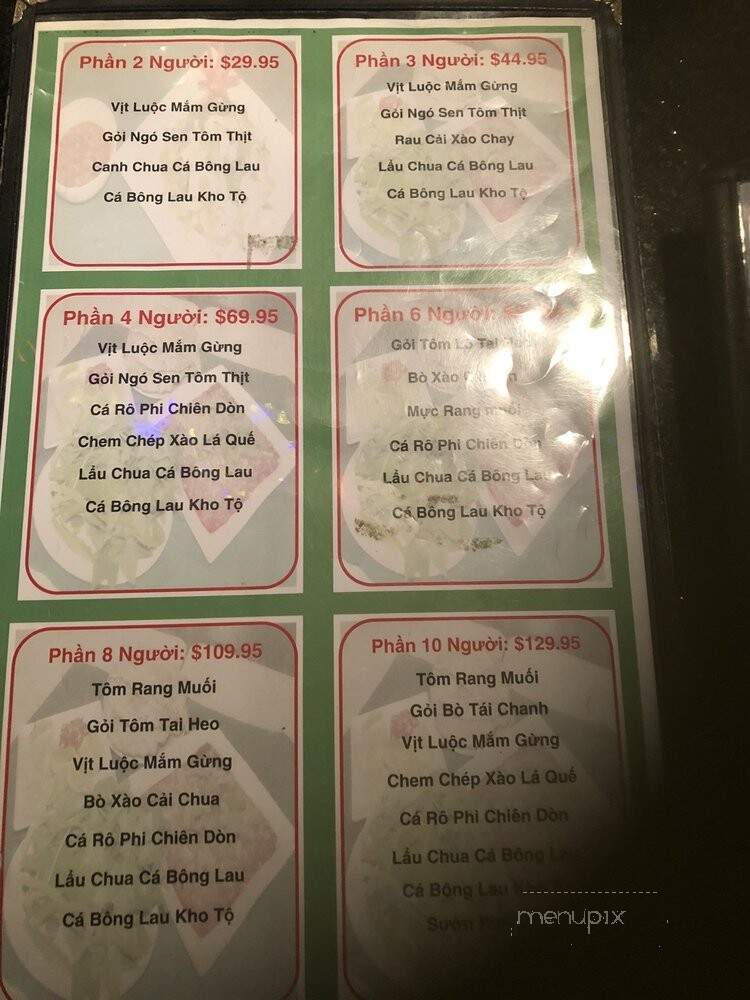 Phần 2 Người: $29.95
Vịt Luộc Mắm Gừng
Gỏi Ngó Sen Tôm Thịt
Canh Chua Cá Bông Lau
Cá Bông Lau Kho Tộ
Phần 3 Người: $44.95
Vịt Luộc Mắm Gừng
Gỏi Ngó Sen Tôm Thịt
Rau Cải Xào Chay
Lẩu Chua Cá Bông Lau
Cá Bông Lau Kho Tộ
Phần 4 Người: $69.95
Vịt Luộc Mắm Gừng
Gỏi Ngó Sen Tôm Thịt
Cá Rô Phi Chiên Dòn
Chem Chép Xào Lá Quế
Lẩu Chua Cá Bông Lau
Cá Bông Lau Kho Tộ
Phần 6 Người:
Gỏi Tôm Lỗ Tai
Bò Xào
Mực Rang muối
Cá Rô Phi Chiên Dòn
Lẩu Chua Cá Bông Lau
Cá Bông Lau Kho Tộ
Phần 8 Người: $109.95
Tôm Rang Muối
Gỏi Tôm Tai Heo
Vịt Luộc Mắm Gừng
Bò Xào Cải Chua
Cá Rô Phi Chiên Dòn
Lẩu Chua Cá Bông Lau
Cá Bông Lau Kho Tộ
Phần 10 Người: $129.95
Tôm Rang Muối
Gỏi Bò Tái Chanh
Vịt Luộc Mắm Gừng
Chem Chép Xào Lá Quế
Cá Rô Phi Chiên Dòn
Lẩu Chua Cá Bông
Cá Bông Lau
Sườn
menupix